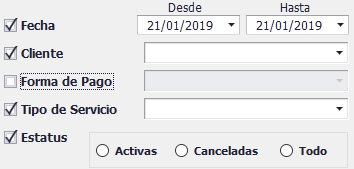 Desde Hasta
Fecha 21/01/2019 21/01/2019
Cliente
Forma de Pago
Tipo de Servicio
Estatus
Activas Canceladas Todo